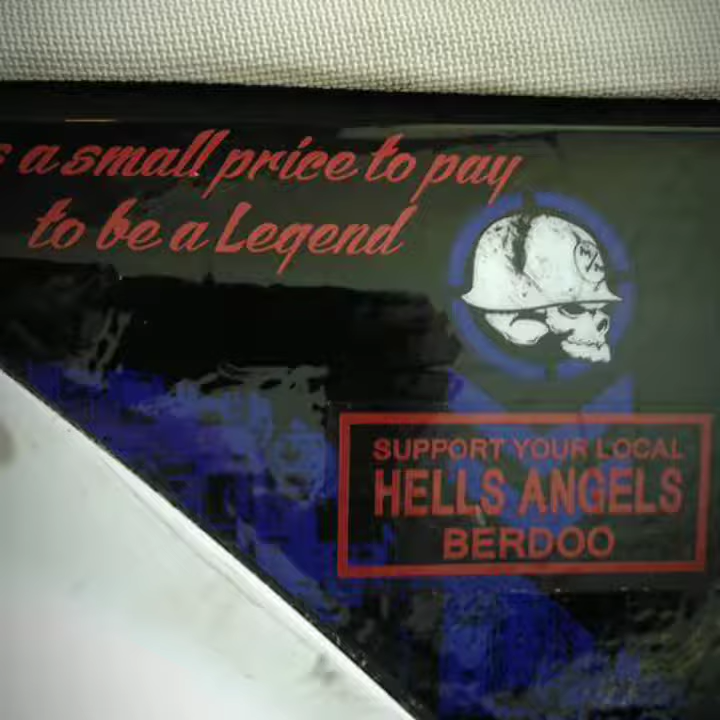 a small price to pay
to be a Legend
M/M
SUPPORT YOUR LOCAL
HELLS ANGELS
BERDOO